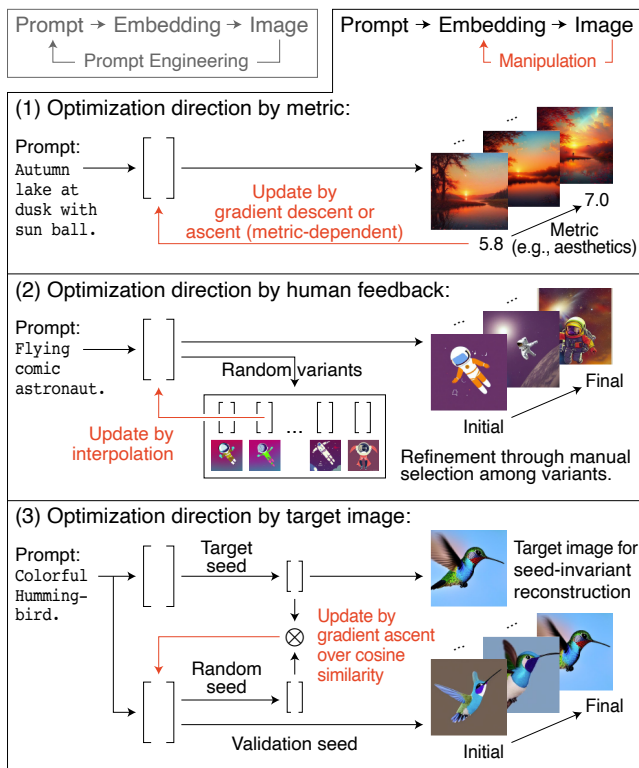 Prompt → Embedding → Image
Prompt Engineering
Prompt → Embedding → Image
Manipulation
(1) Optimization direction by metric:
Prompt:
Autumn
lake at
dusk with
sun ball.
Update by
gradient descent or
ascent (metric-dependent)
...
...
5.8
7.0
Metric
(e.g., aesthetics)
(2) Optimization direction by human feedback:
Prompt:
Flying
comic
astronaut.
Random variants
...
Update by
interpolation
...
...
Initial
Final
Refinement through manual
selection among variants.
(3) Optimization direction by target image:
Prompt:
Colorful
Humming-
bird.
Target
seed
Target image for
seed-invariant
reconstruction
Update by
gradient ascent
over cosine
similarity
Random
seed
Validation seed
...
...
Initial
Final